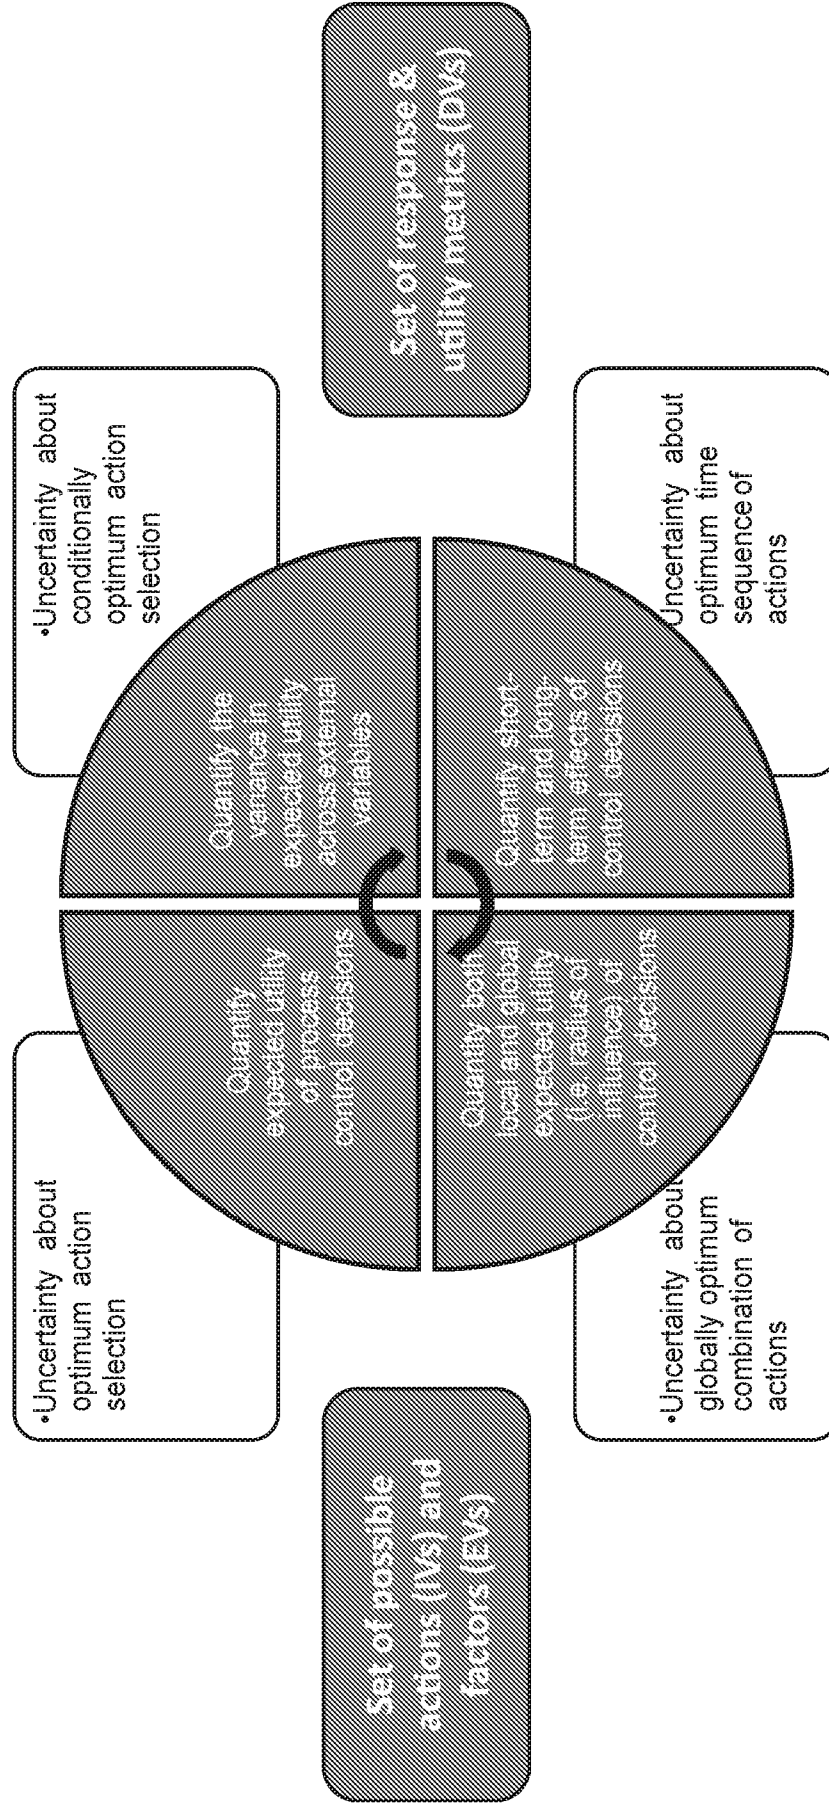 •Uncertainty about
optimum action
selection
•Uncertainty about
conditionally
optimum action
selection
Set of possible
actions (IVs) and
factors (EVs)
Quantify
expected utility
of process
control decisions
Quantify the
variance in
expected utility
across external
variables
Quantify both
local and global
expected utility
(i.e. radius of
influence) of
control decisions
Quantify short-
term and long-
term effects of
control decisions
Set of response &
utility metrics (DVs)
•Uncertainty about
globally optimum
combination of
actions
Uncertainty about
optimum time
sequence of
actions